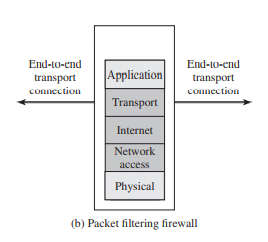 End-to-end
transport
connection
End-to-end
transport
connection
Application
Transport
Internet
Network
access
Physical
(b) Packet filtering firewall